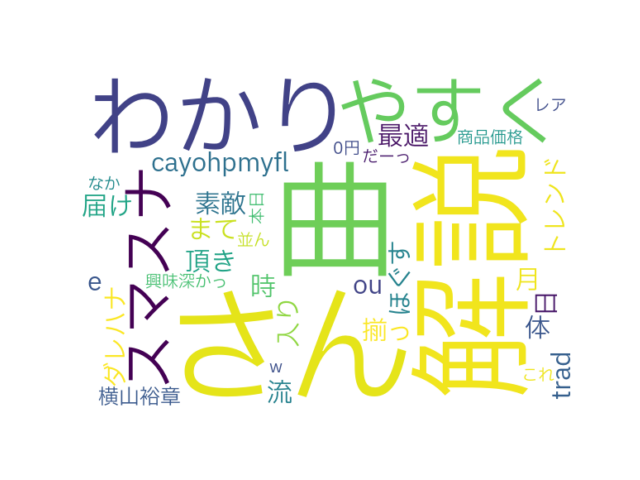 わかり
やすく
レア
最適
商品価格
0円
だーっ
cayohpmyfl
なか
届け
スマスナ
素敵
本日
曲
解説
トレンド
まて
並ん
頂き
ほぐす
興味深かっ
時
e
ou
月
日
ダレハナ
さん
入り
揃っ
体
w
流
横山裕章
これ
trad